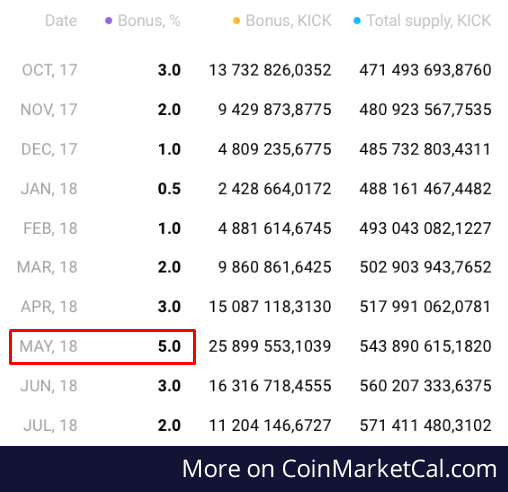 Date Bonus, % Bonus, KICK Total supply, KICK
OCT, 17 3.0 13 732 826,0352 471 493 693,8760
NOV, 17 2.0 9 429 873,8775 480 923 567,7535
DEC, 17 1.0 4 809 235,6775 485 732 803,4311
JAN, 18 0.5 2 428 664,0172 488 161 467,4482
FEB, 18 1.0 4 881 614,6745 493 043 082,1227
MAR, 18 2.0 9 860 861,6425 502 903 943,7652
APR, 18 3.0 15 087 118,3130 517 991 062,0781
MAY, 18 5.0 25 899 553,1039 543 890 615,1820
JUN, 18 3.0 16 316 718,4555 560 207 333,6375
JUL, 18 2.0 11 204 146,6727 571 411 480,3102
More on CoinMarketCal.com